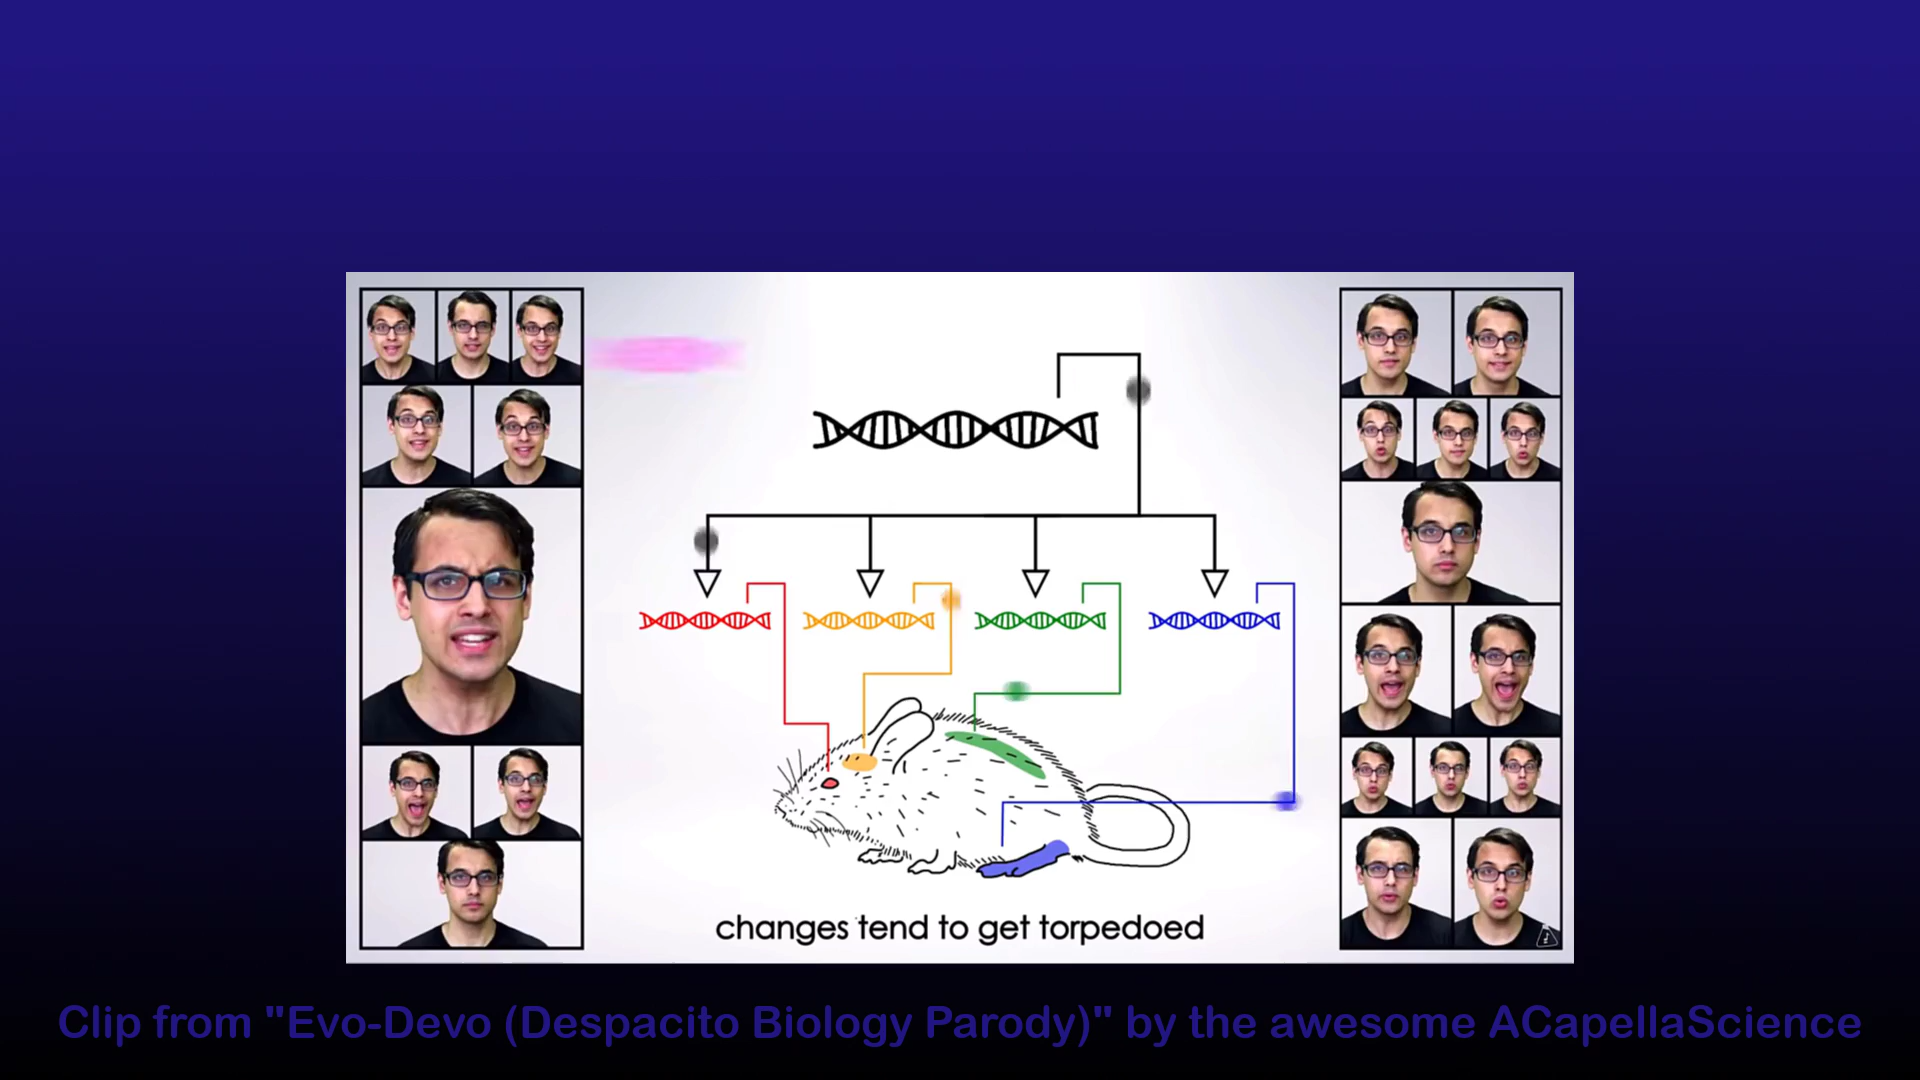 changes tend to get torpedoed
Clip from "Evo-Devo (Despacito Biology Parody)" by the awesome ACapellaScience